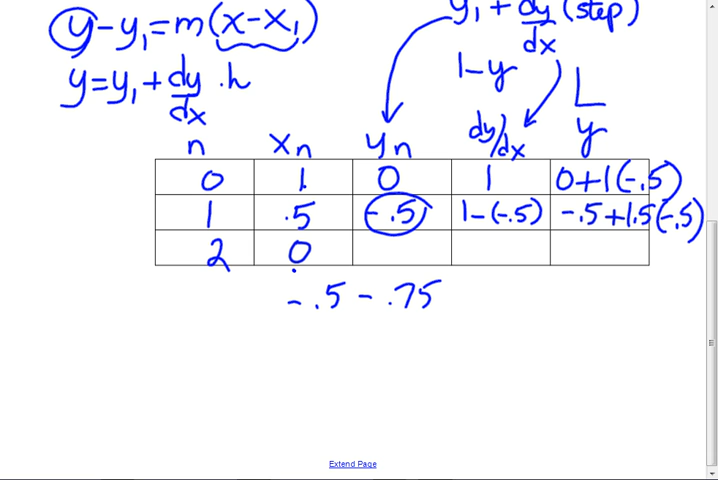 y-y₁=m(x-x₁)
y₁+dy/dx(step)
y=y₁+dy/dx.h
1-y
n xₙ yₙ dy/dx y
0 1 0 1 0+1(-.5)
1 .5 -.5 1-(-.5) -.5+1.5(-.5)
2 0
-.5-.75
Extend Page